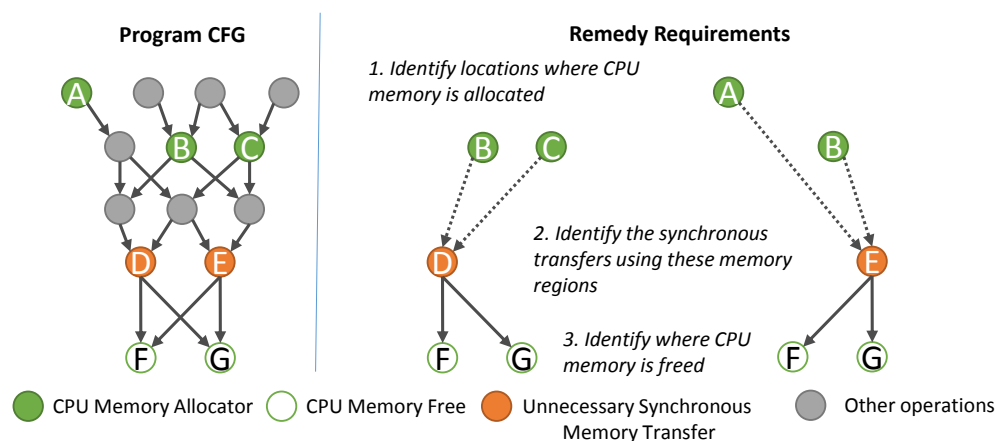 Program CFG
A
B
C
D
E
F
G
Remedy Requirements
1. Identify locations where CPU
memory is allocated
A
B
C
B
2. Identify the synchronous
transfers using these memory
regions
D
E
3. Identify where CPU
memory is freed
F
G
F
G
CPU Memory Allocator
CPU Memory Free
Unnecessary Synchronous
Memory Transfer
Other operations